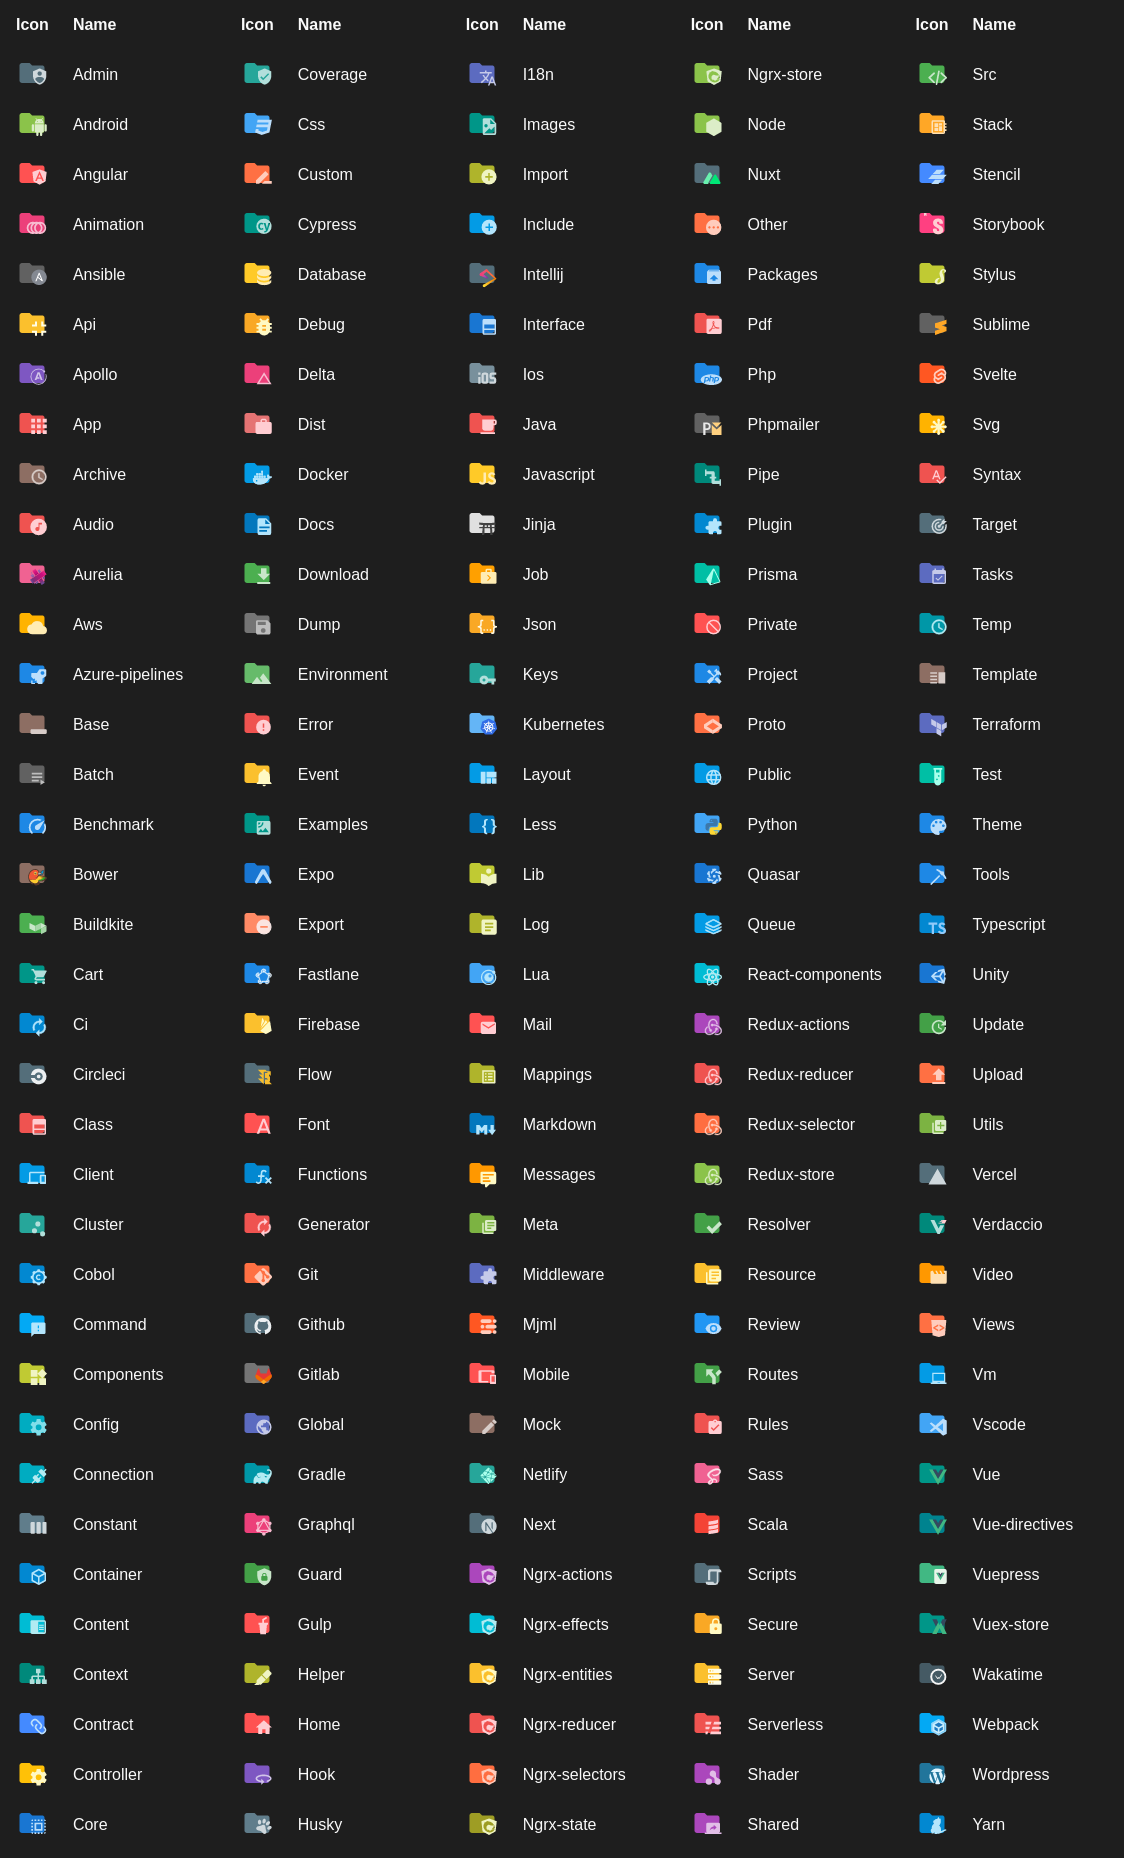 Icon Name Icon Name Icon Name Icon Name Icon Name
Admin Coverage I18n Ngrx-store Src
Android Css Images Node Stack
Angular Custom Import Nuxt Stencil
Animation Cypress Include Other Storybook
Ansible Database Intellij Packages Stylus
Api Debug Interface Pdf Sublime
Apollo Delta Ios Php Svelte
App Dist Java Phpmailer Svg
Archive Docker Javascript Pipe Syntax
Audio Docs Jinja Plugin Target
Aurelia Download Job Prisma Tasks
Aws Dump Json Private Temp
Azure-pipelines Environment Keys Project Template
Base Error Kubernetes Proto Terraform
Batch Event Layout Public Test
Benchmark Examples Less Python Theme
Bower Expo Lib Quasar Tools
Buildkite Export Log Queue Typescript
Cart Fastlane Lua React-components Unity
Ci Firebase Mail Redux-actions Update
Circleci Flow Mappings Redux-reducer Upload
Class Font Markdown Redux-selector Utils
Client Functions Messages Redux-store Vercel
Cluster Generator Meta Resolver Verdaccio
Cobol Git Middleware Resource Video
Command Github Mjml Review Views
Components Gitlab Mobile Routes Vm
Config Global Mock Rules Vscode
Connection Gradle Netlify Sass Vue
Constant Graphql Next Scala Vue-directives
Container Guard Ngrx-actions Scripts Vuepress
Content Gulp Ngrx-effects Secure Vuex-store
Context Helper Ngrx-entities Server Wakatime
Contract Home Ngrx-reducer Serverless Webpack
Controller Hook Ngrx-selectors Shader Wordpress
Core Husky Ngrx-state Shared Yarn